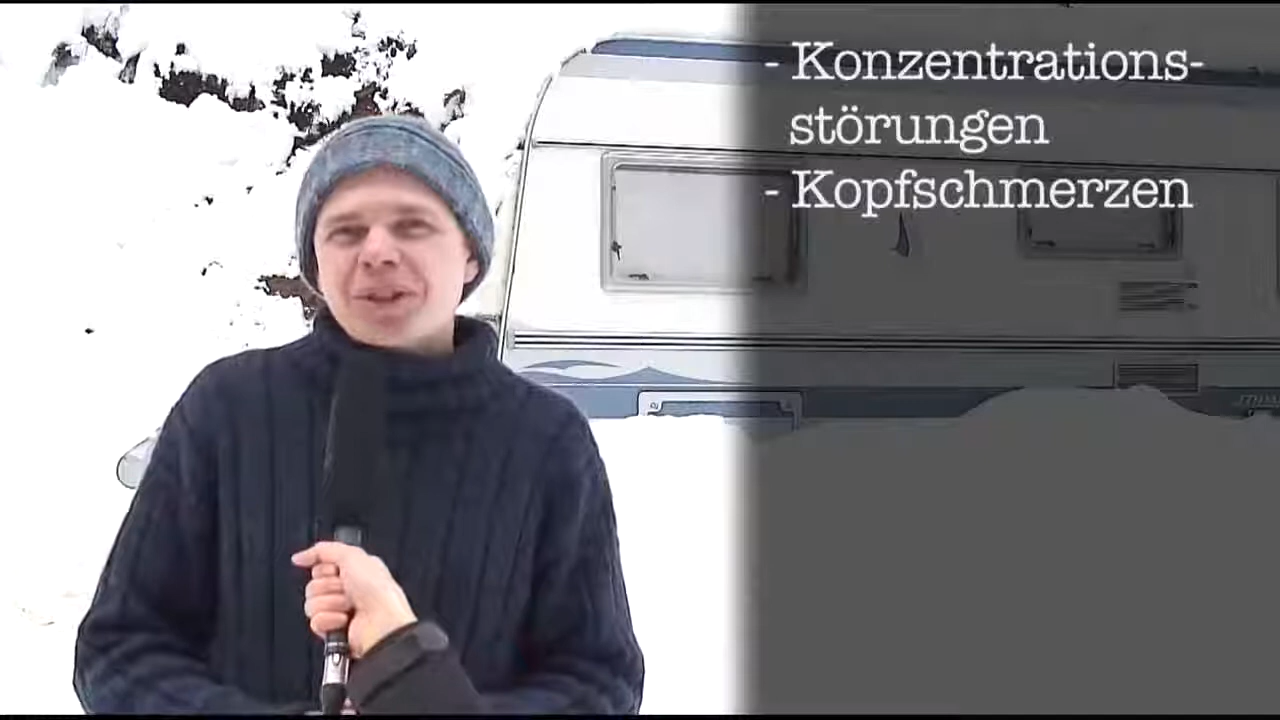 - Konzentrations-
störungen
- Kopfschmerzen